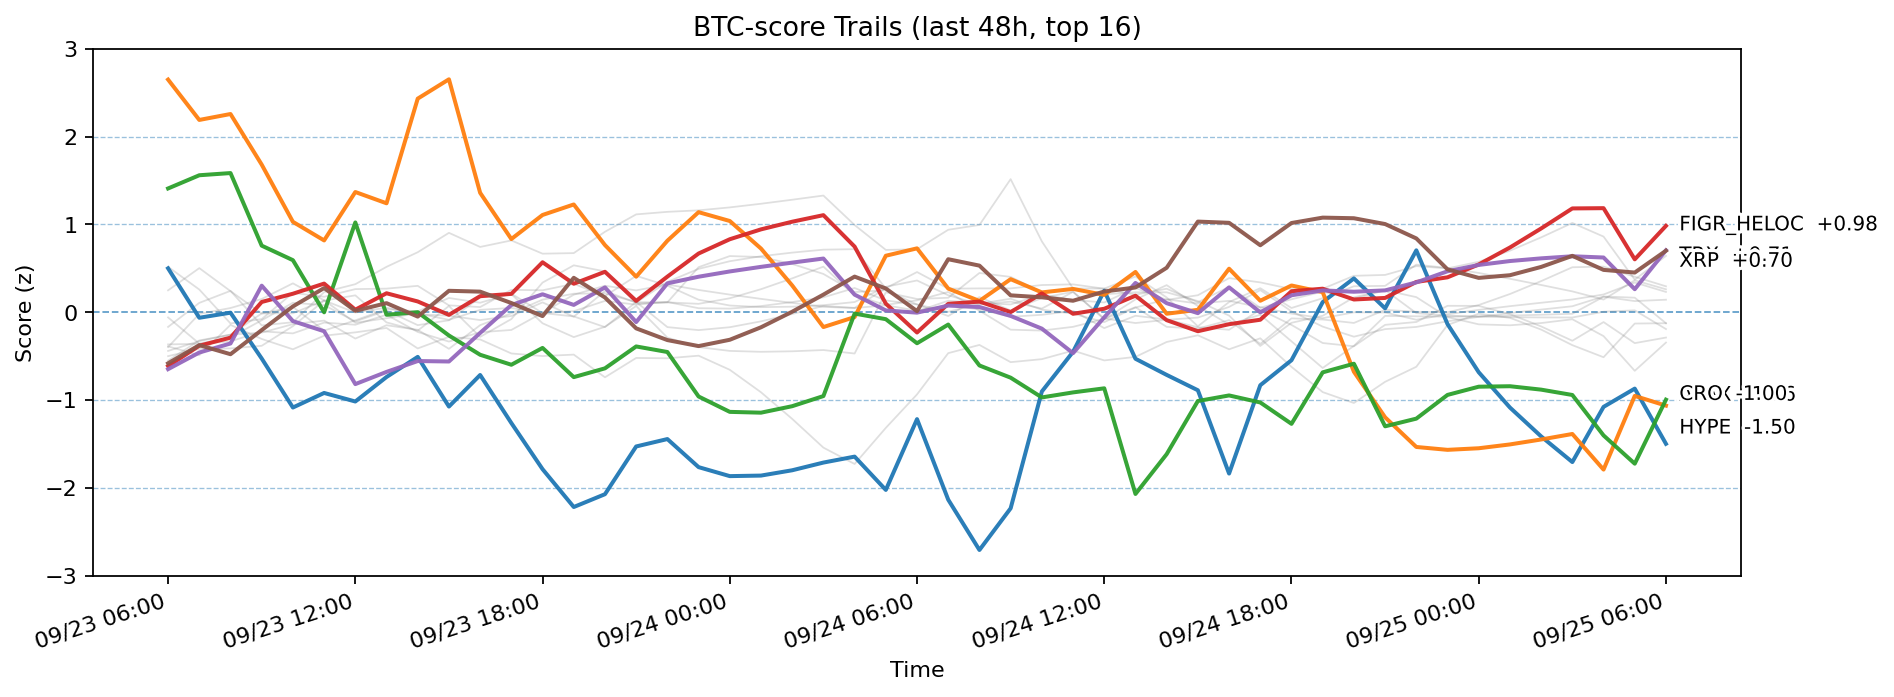 BTC-score Trails (last 48h, top 16)
Score (z)
3
2
1
0
−1
−2
−3
FIGR_HELOC +0.98
XRP +0.70
HYPE -1.50
09/23 06:00
09/23 12:00
09/23 18:00
09/24 00:00
09/24 06:00
09/24 12:00
09/24 18:00
09/25 00:00
09/25 06:00
Time